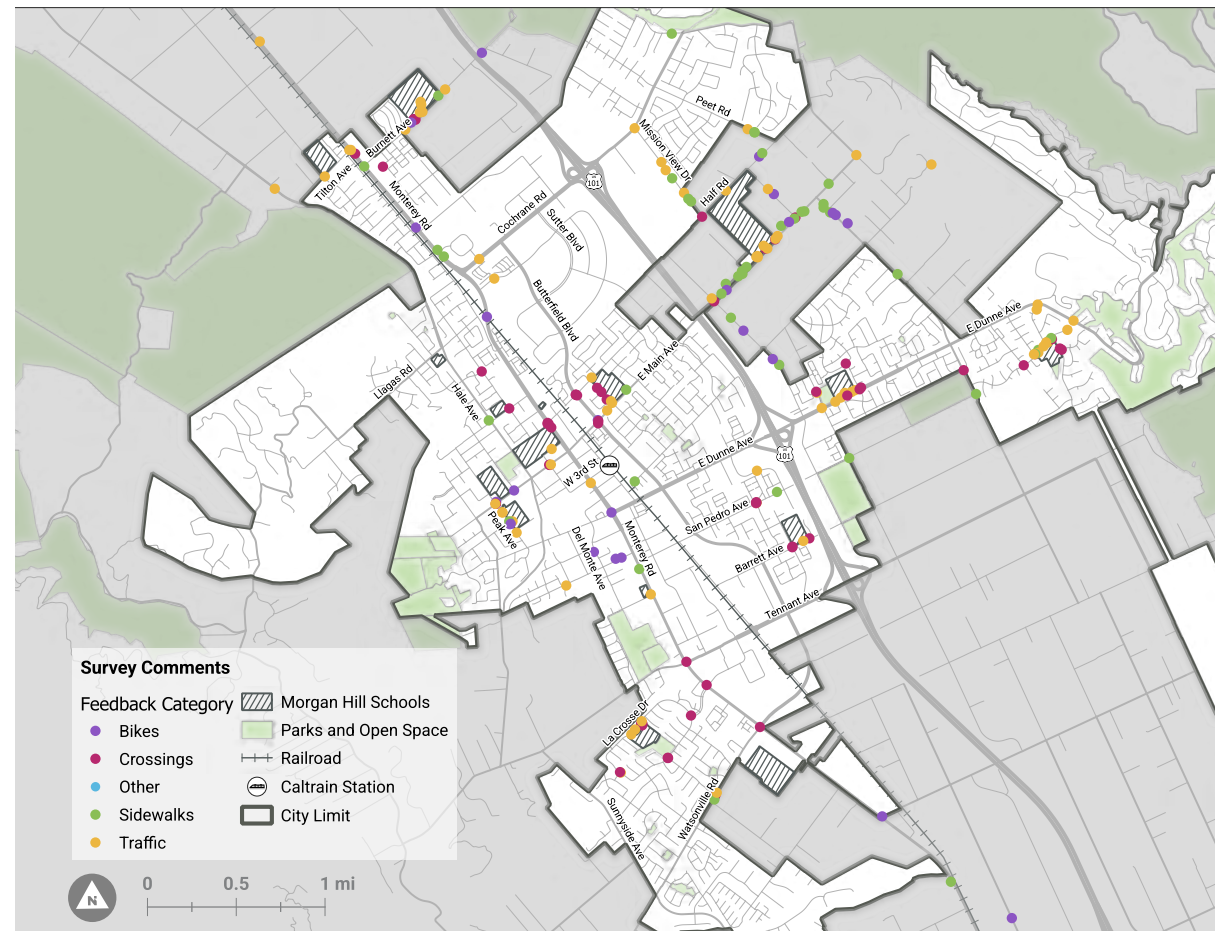 Peet Rd
Mission View Dr
Burnett Ave
Tilton Ave
101
Half Rd
Monterey Rd
Cochrane Rd
Sutter Blvd
Butterfield Blvd
E Dunne Ave
E Main Ave
Llagas Rd
Hale Ave
W 3rd St
E Dunne Ave
101
San Pedro Ave
Peak Ave
Del Monte Ave
Monterey Rd
Barrett Ave
Tennant Ave
La Crosse Dr
Watsonville Rd
Sunnyside Ave
Survey Comments
Feedback Category
Bikes
Crossings
Other
Sidewalks
Traffic
Morgan Hill Schools
Parks and Open Space
Railroad
Caltrain Station
City Limit
N
0 0.5 1 mi